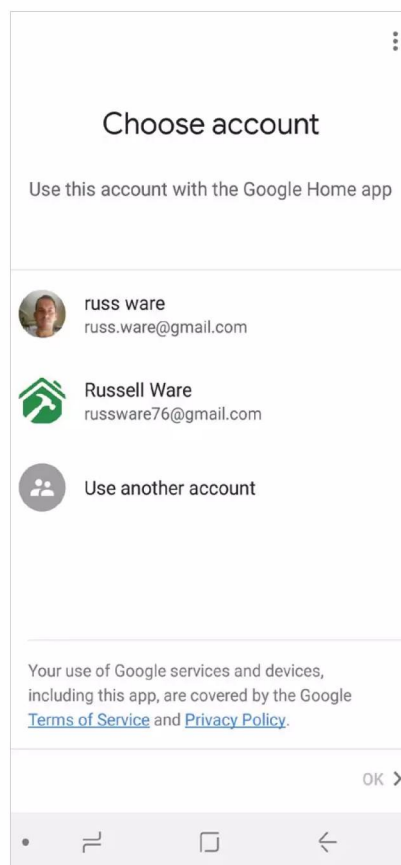 Choose account
Use this account with the Google Home app
russ ware
russ.ware@gmail.com
Russell Ware
russware76@gmail.com
Use another account
Your use of Google services and devices,
including this app, are covered by the Google
Terms of Service and Privacy Policy.
OK